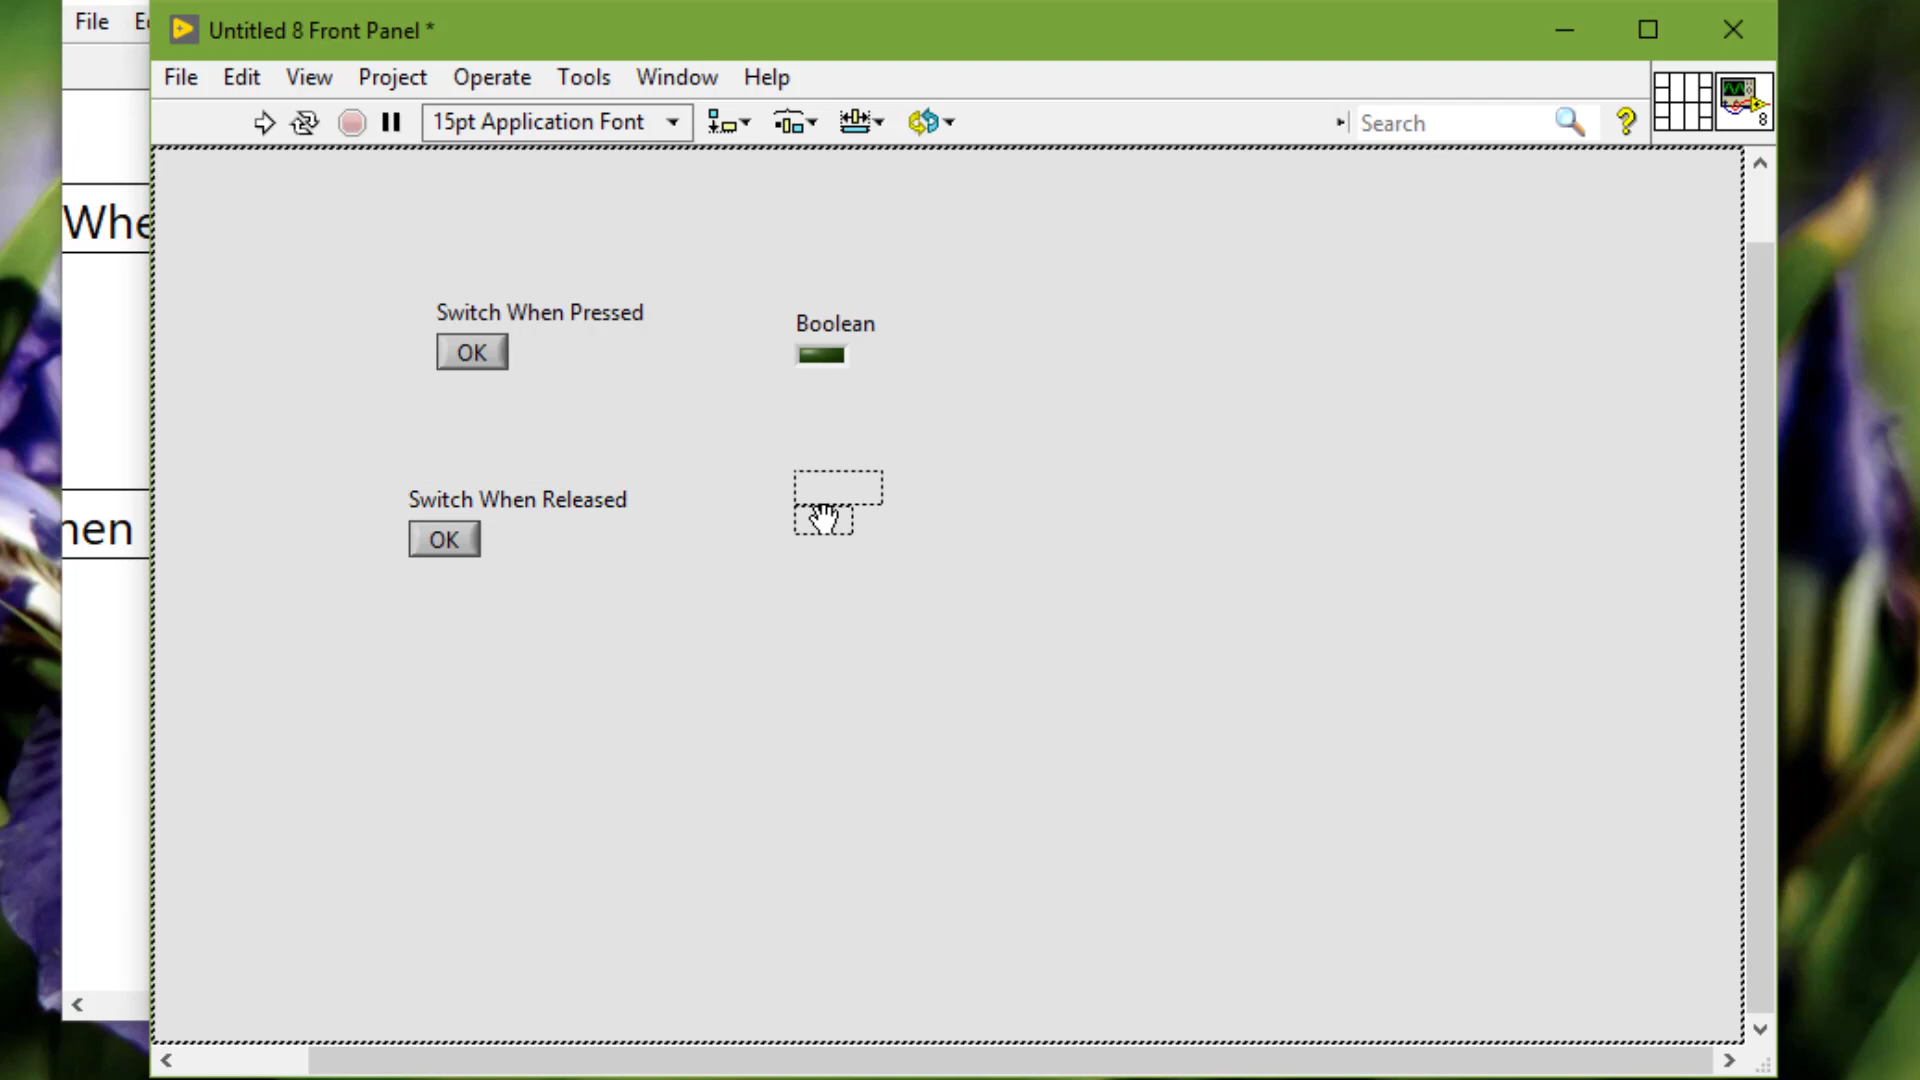 File
Untitled 8 Front Panel *
File Edit View Project Operate Tools Window Help
15pt Application Font
Search
?
8
Whe
Switch When Pressed
OK
Boolean
Switch When Released
OK
hen